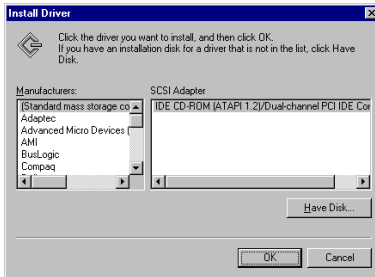 Install Driver
Click the driver you want to install, and then click OK.
If you have an installation disk for a driver that is not in the list, click Have
Disk.
Manufacturers:
(Standard mass storage co
Adaptec
Advanced Micro Devices (
AMI
BusLogic
Compaq
SCSI Adapter
IDE CD-ROM (ATAPI 1.2)/Dual-channel PCI IDE Con
Have Disk...
OK
Cancel